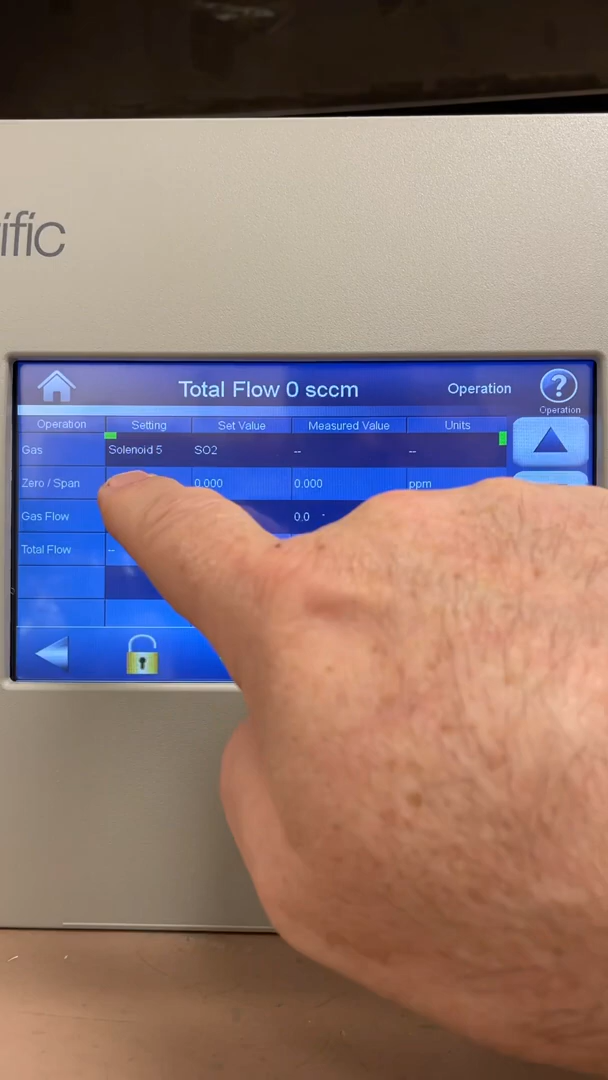 ific
Total Flow 0 sccm
Operation
Operation
Operation Setting Set Value Measured Value Units
Gas Solenoid 5 SO2 -- --
Zero / Span 0.000 0.000 ppm
Gas Flow 0.0
Total Flow --